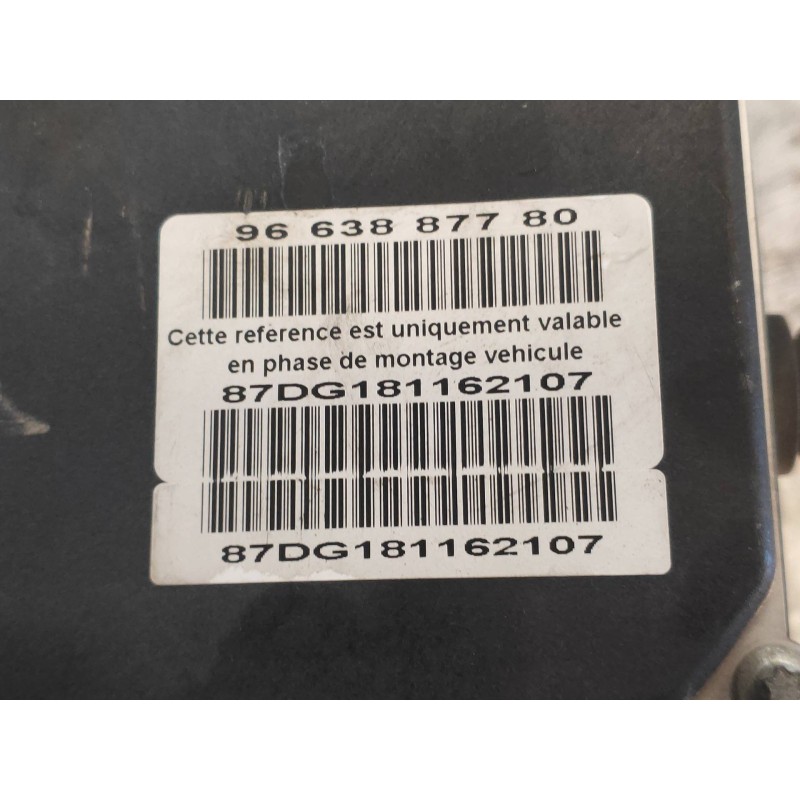 96 638 877 80
Cette reference est uniquement valable
en phase de montage vehicule
87DG181162107
87DG181162107